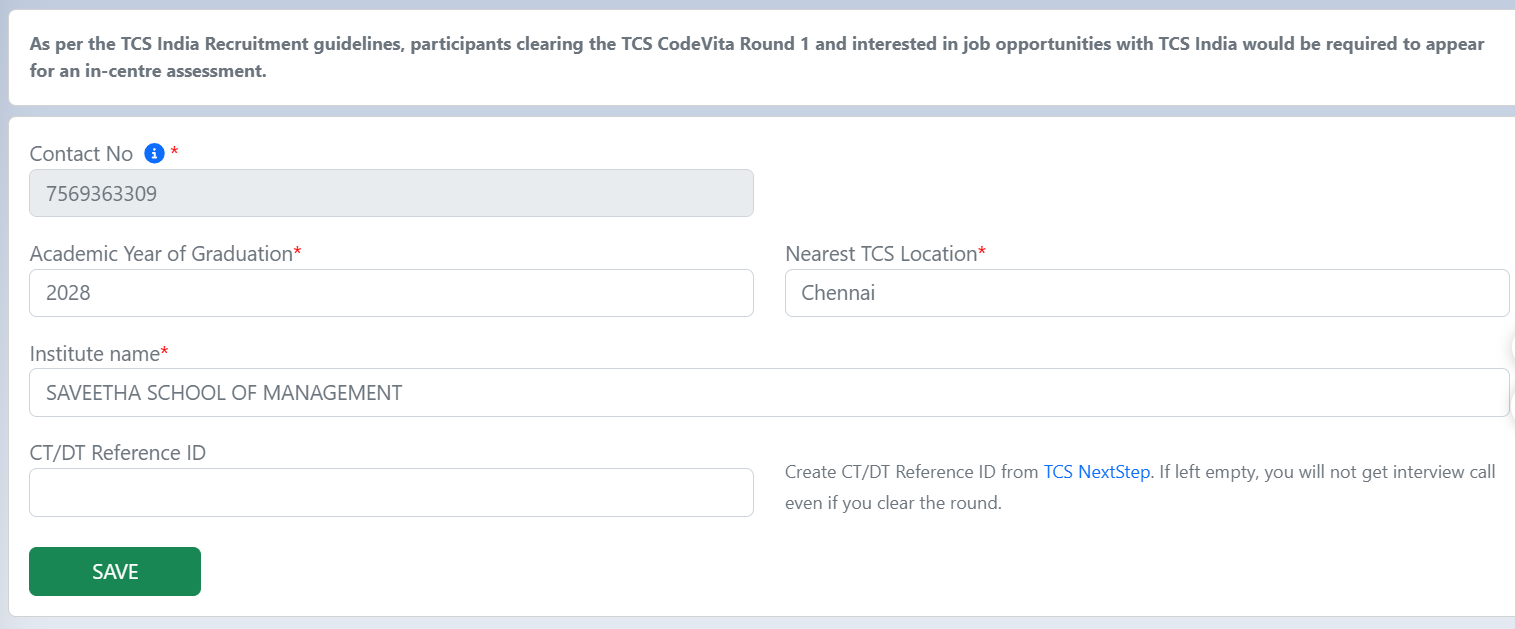 As per the TCS India Recruitment guidelines, participants clearing the TCS CodeVita Round 1 and interested in job opportunities with TCS India would be required to appear
for an in-centre assessment.
Contact No *
7569363309
Academic Year of Graduation*
Nearest TCS Location*
2028
Chennai
Institute name*
SAVEETHA SCHOOL OF MANAGEMENT
CT/DT Reference ID
Create CT/DT Reference ID from TCS NextStep. If left empty, you will not get interview call
even if you clear the round.
SAVE